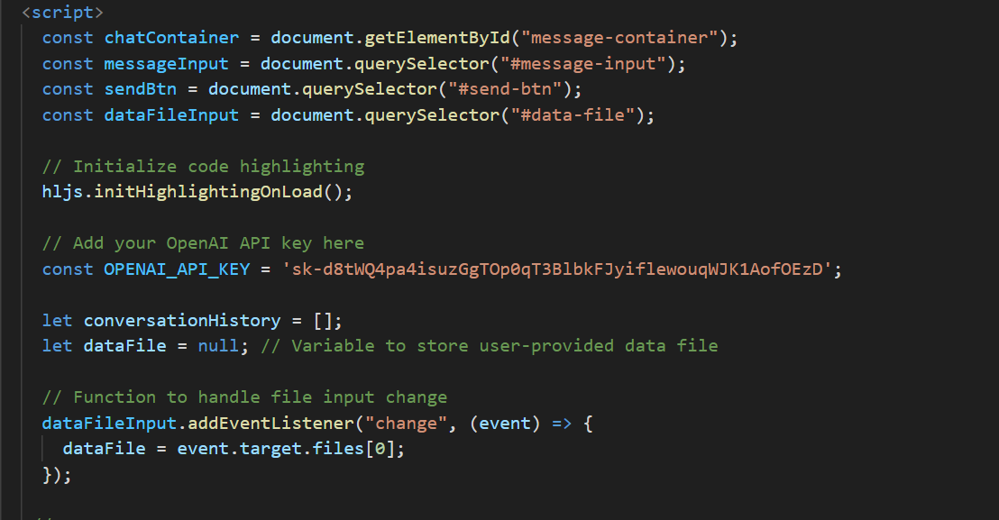 <script>
const chatContainer = document.getElementById("message-container");
const messageInput = document.querySelector("#message-input");
const sendBtn = document.querySelector("#send-btn");
const dataFileInput = document.querySelector("#data-file");
// Initialize code highlighting
hljs.initHighlightingOnLoad();
// Add your OpenAI API key here
const OPENAI_API_KEY = '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';
let conversationHistory = [];
let dataFile = null; // Variable to store user-provided data file
// Function to handle file input change
dataFileInput.addEventListener("change", (event) => {
dataFile = event.target.files[0];
});